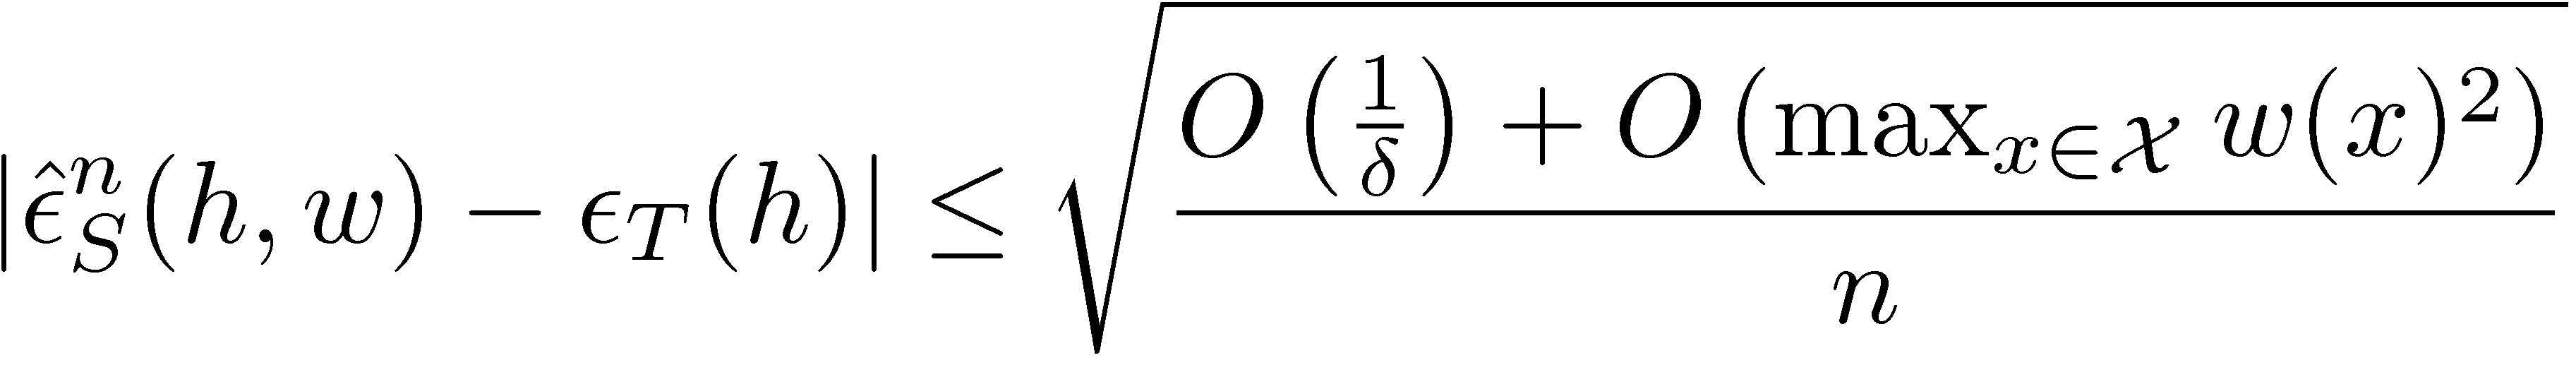 $|\hat{\epsilon}_S^n(h, w) - \epsilon_T(h)| \leq \sqrt{\frac{O\left(\frac{1}{\delta}\right) + O\left(\max_{x \in \mathcal{X}} w(x)^2\right)}{n}}$